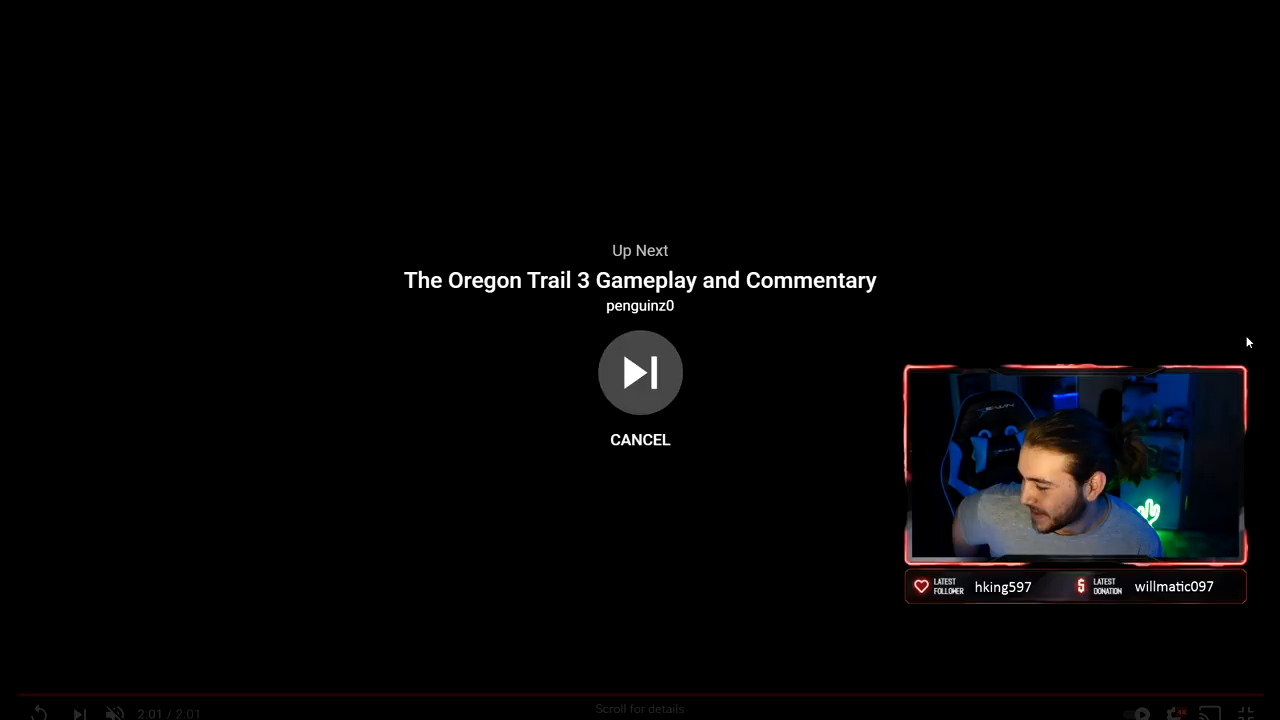 Up Next
The Oregon Trail 3 Gameplay and Commentary
penguinz0
CANCEL
LATEST FOLLOWER
hking597
$
LATEST DONATION
willmatic097
Scroll for details
2:01 / 2:01